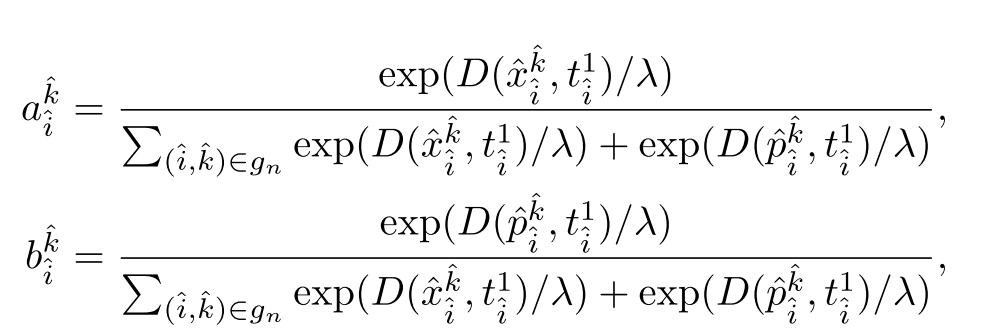 a_{\hat{i}}^{\hat{k}} = \frac{\exp(D(\hat{x}_{\hat{i}}^{\hat{k}}, t_{\hat{i}}^{1})/\lambda)}{\sum_{(\hat{i},\hat{k})\in g_n} \exp(D(\hat{x}_{\hat{i}}^{\hat{k}}, t_{\hat{i}}^{1})/\lambda) + \exp(D(\hat{p}_{\hat{i}}^{\hat{k}}, t_{\hat{i}}^{1})/\lambda)},
b_{\hat{i}}^{\hat{k}} = \frac{\exp(D(\hat{p}_{\hat{i}}^{\hat{k}}, t_{\hat{i}}^{1})/\lambda)}{\sum_{(\hat{i},\hat{k})\in g_n} \exp(D(\hat{x}_{\hat{i}}^{\hat{k}}, t_{\hat{i}}^{1})/\lambda) + \exp(D(\hat{p}_{\hat{i}}^{\hat{k}}, t_{\hat{i}}^{1})/\lambda)},